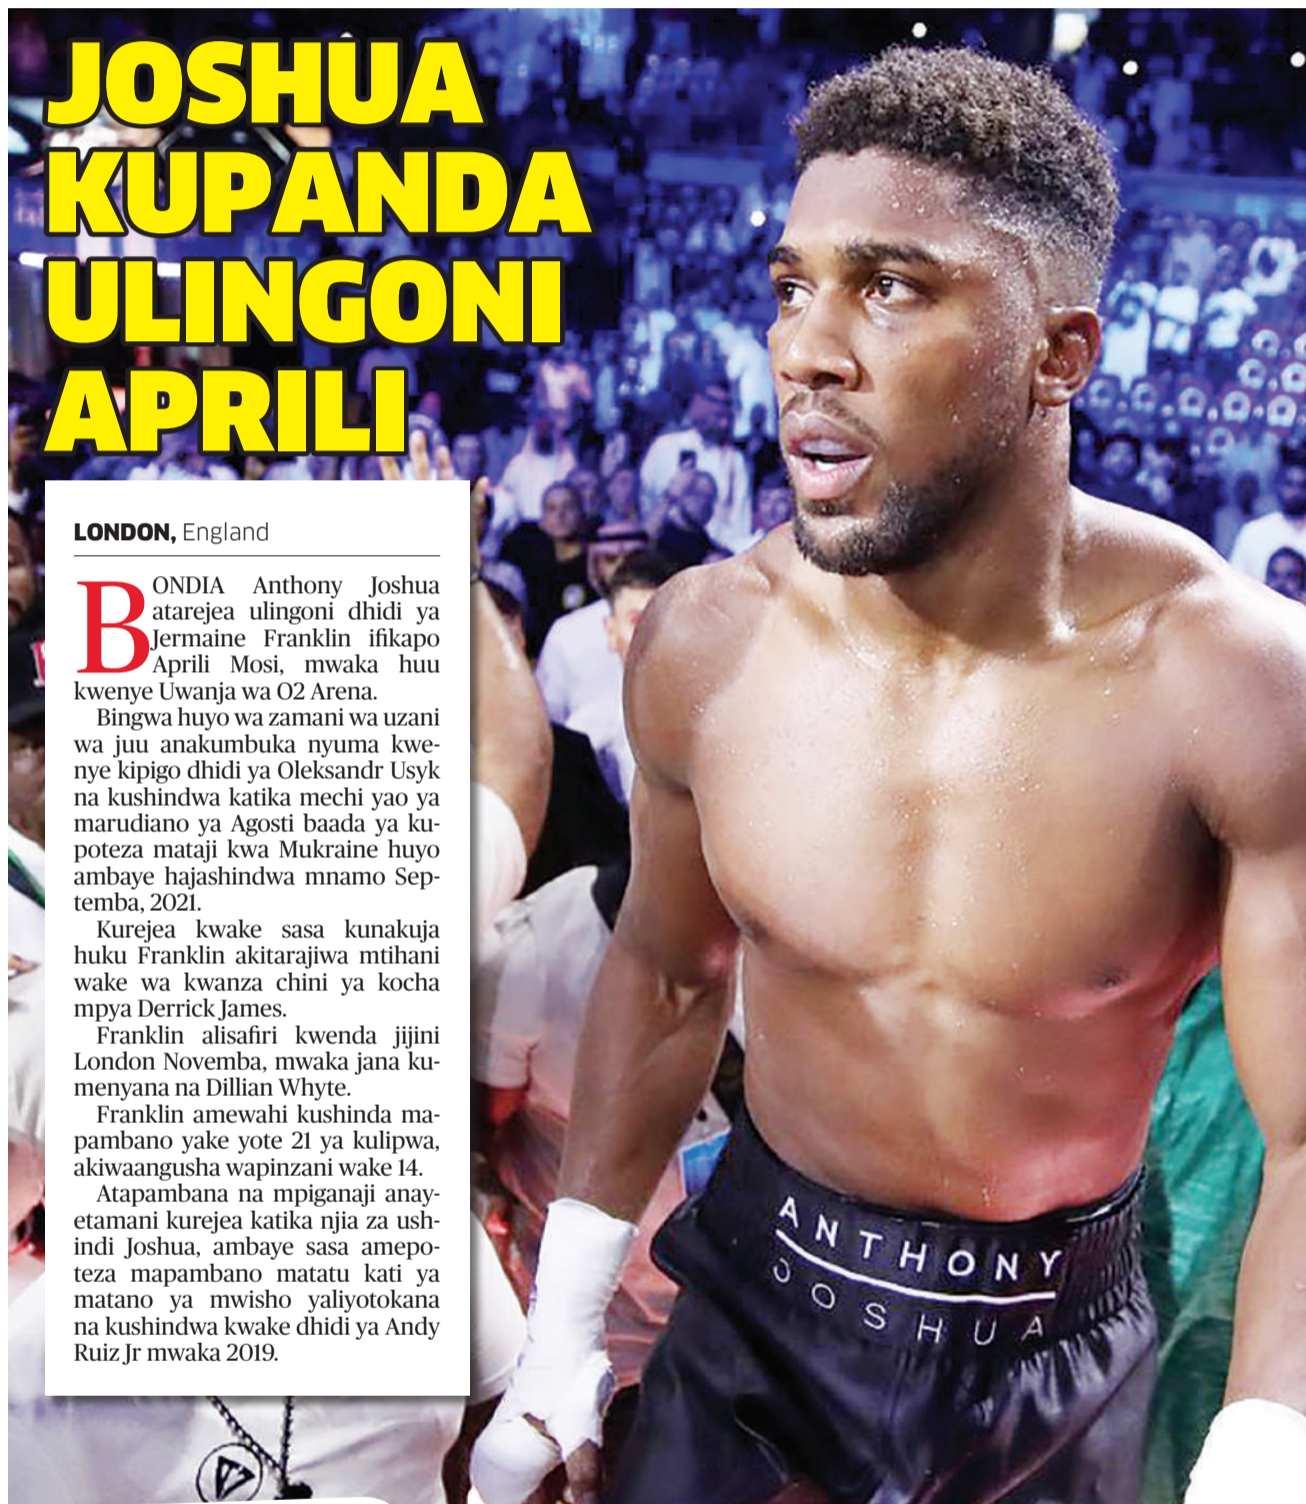 JOSHUA
KUPANDA
ULINGONI
APRILI
LONDON, England
BONDIA Anthony Joshua
atarejea ulingoni dhidi ya
Jermaine Franklin ifikapo
Aprili Mosi, mwaka huu
kwenye Uwanja wa O2 Arena.
Bingwa huyo wa zamani wa uzani
wa juu anakumbuka nyuma kwe-
nye kipigo dhidi ya Oleksandr Usyk
na kushindwa katika mechi yao ya
marudiano ya Agosti baada ya ku-
poteza mataji kwa Mukraine huyo
ambaye hajashindwa mnamo Sep-
temba, 2021.
Kurejea kwake sasa kunakuja
huku Franklin akitarajiwa mtihani
wake wa kwanza chini ya kocha
mpya Derrick James.
Franklin alisafiri kwenda jijini
London Novemba, mwaka jana ku-
menyana na Dillian Whyte.
Franklin amewahi kushinda ma-
pambano yake yote 21 ya kulipwa,
akiwaangusha wapinzani wake 14.
Atapambana na mpiganaji anay-
etamani kurejea katika njia za ush-
indi Joshua, ambaye sasa amepo-
teza mapambano matatu kati ya
matano ya mwisho yaliyotokana
na kushindwa kwake dhidi ya Andy
Ruiz Jr mwaka 2019.
ANTHONY
JOSHUA